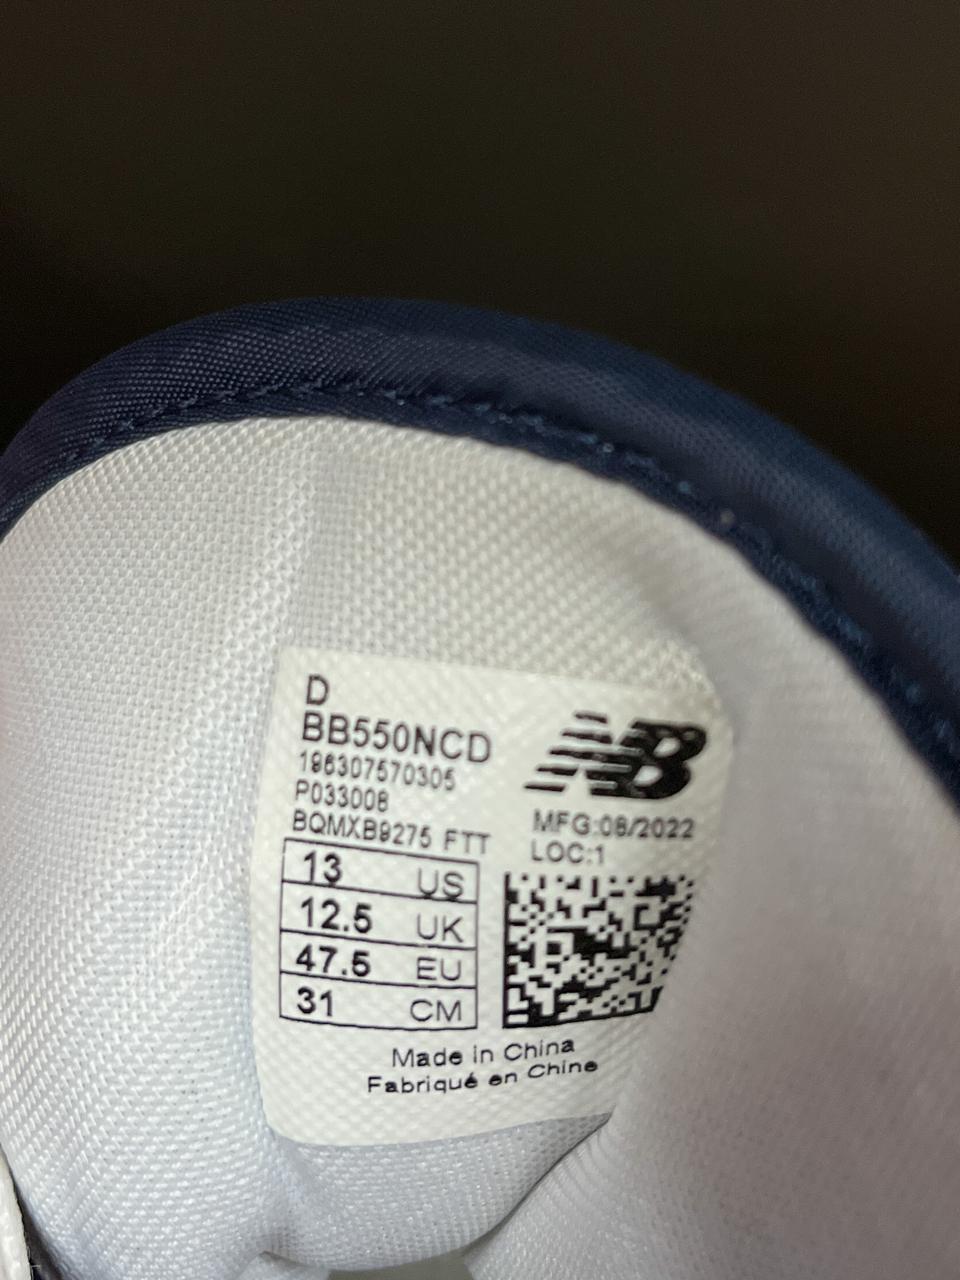 D
BB550NCD
196307570305
P033008
BQMXB9275 FTT
NB
MFG:08/2022
LOC:1
13 US
12.5 UK
47.5 EU
31 CM
Made in China
Fabriqué en Chine